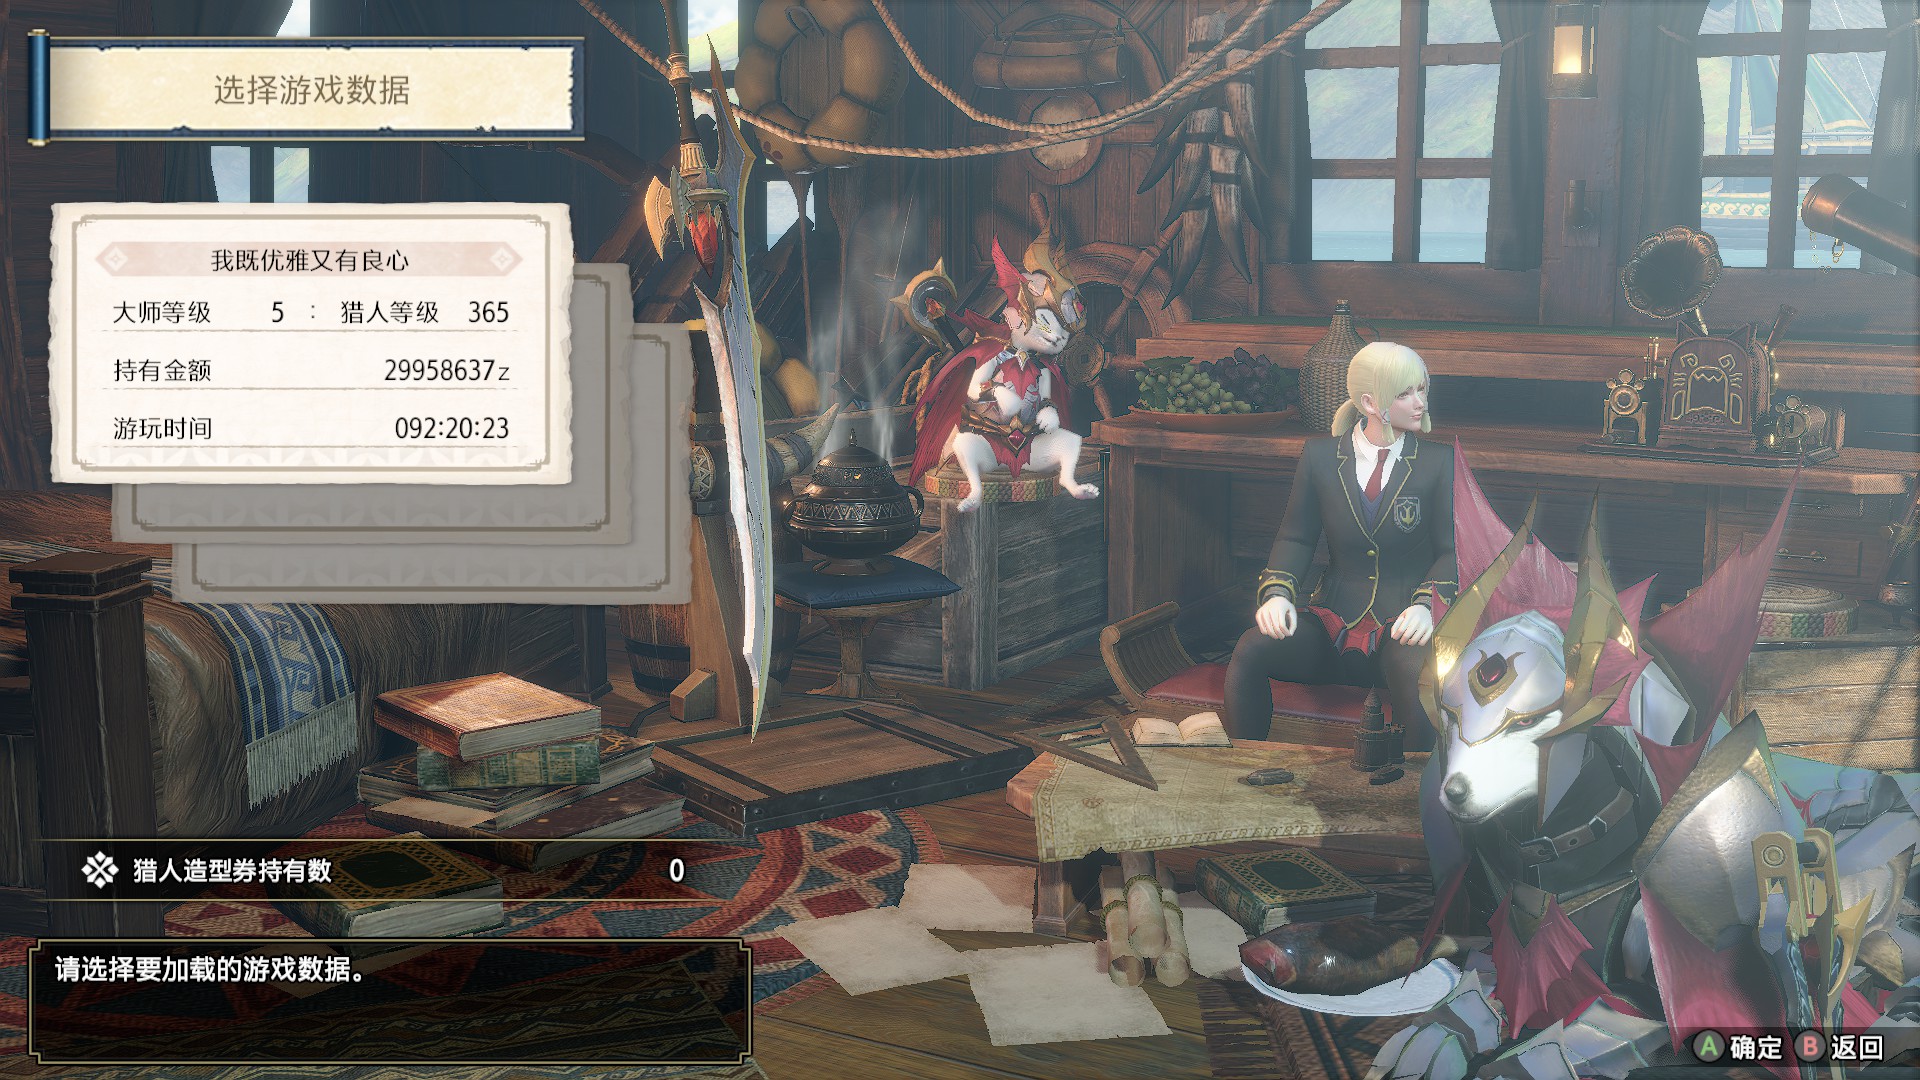 选择游戏数据
我既优雅又有良心
大师等级 5 : 猎人等级 365
持有金额 29958637z
游玩时间 092:20:23
猎人造型券持有数 0
请选择要加载的游戏数据。
A 确定 B 返回